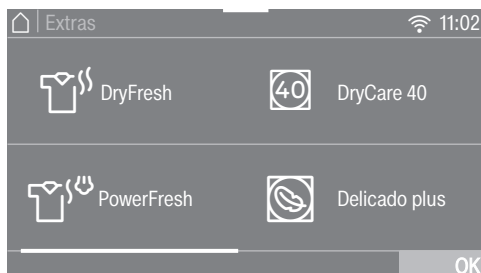 Extras 11:02
DryFresh
40 DryCare 40
PowerFresh
Delicado plus
OK